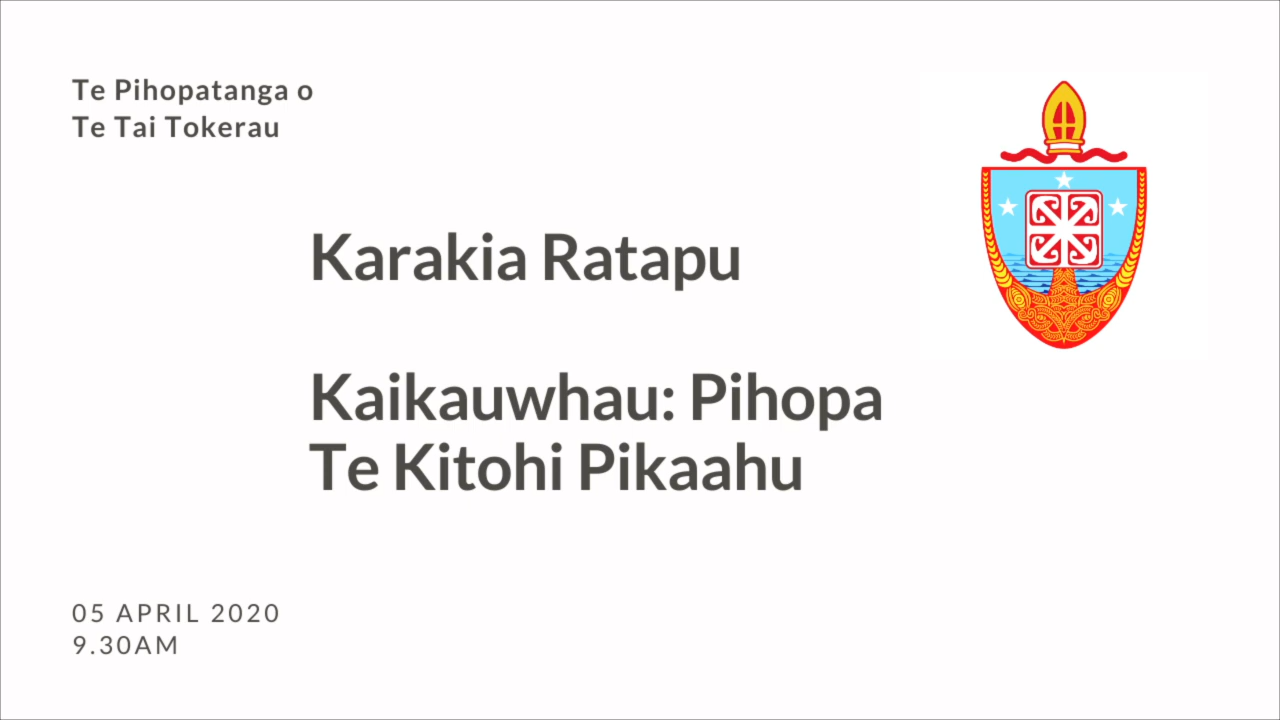 Te Pihopatanga o
Te Tai Tokerau
Karakia Ratapu
Kaikauwhau: Pihopa
Te Kitohi Pikaahu
05 APRIL 2020
9.30AM